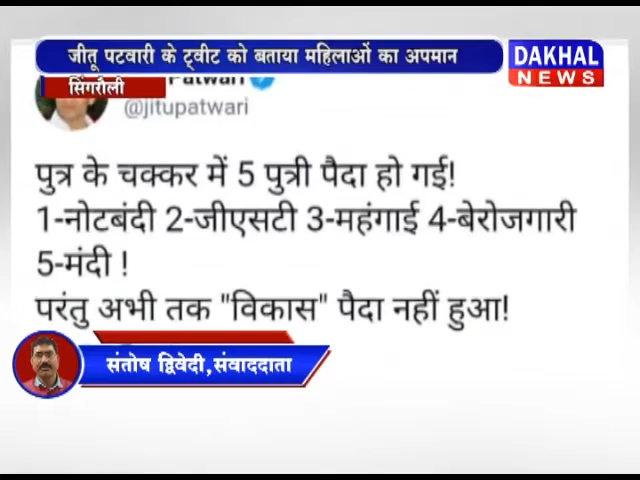 जीतू पटवारी के ट्वीट को बताया महिलाओं का अपमान
DAKHAL
NEWS
सिंगरौली
Patwari
@jitupatwari
पुत्र के चक्कर में 5 पुत्री पैदा हो गई!
1-नोटबंदी 2-जीएसटी 3-महंगाई 4-बेरोजगारी
5-मंदी !
परंतु अभी तक "विकास" पैदा नहीं हुआ!
संतोष द्विवेदी,संवाददाता